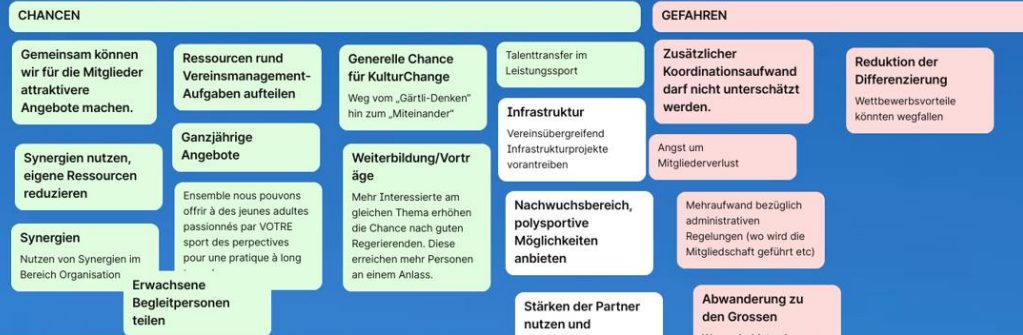 CHANCEN
Gemeinsam können
wir für die Mitglieder
attraktivere
Angebote machen.
Synergien nutzen,
eigene Ressourcen
reduzieren
Synergien
Nutzen von Synergien im
Bereich Organisation
Ressourcen rund
Vereinsmanagement-
Aufgaben aufteilen
Ganzjährige
Angebote
Ensemble nous pouvons
offrir à des jeunes adultes
passionnés par VOTRE
sport des perpectives
pour une pratique à long
Erwachsene
Begleitpersonen
teilen
Generelle Chance
für KulturChange
Weg vom „Gärtli-Denken"
hin zum „Miteinander"
Weiterbildung/Vortr
äge
Mehr Interessierte am
gleichen Thema erhöhen
die Chance nach guten
Regerierenden. Diese
erreichen mehr Personen
an einem Anlass.
Talenttransfer im
Leistungssport
Infrastruktur
Vereinsübergreifend
Infrastrukturprojekte
vorantreiben
Nachwuchsbereich,
polysportive
Möglichkeiten
anbieten
Stärken der Partner
nutzen und
GEFAHREN
Zusätzlicher
Koordinationsaufwand
darf nicht unterschätzt
werden.
Angst um
Mitgliederverlust
Mehraufwand bezüglich
administrativen
Regelungen (wo wird die
Mitgliedschaft geführt etc)
Abwanderung zu
den Grossen
Reduktion der
Differenzierung
Wettbewerbsvorteile
könnten wegfallen